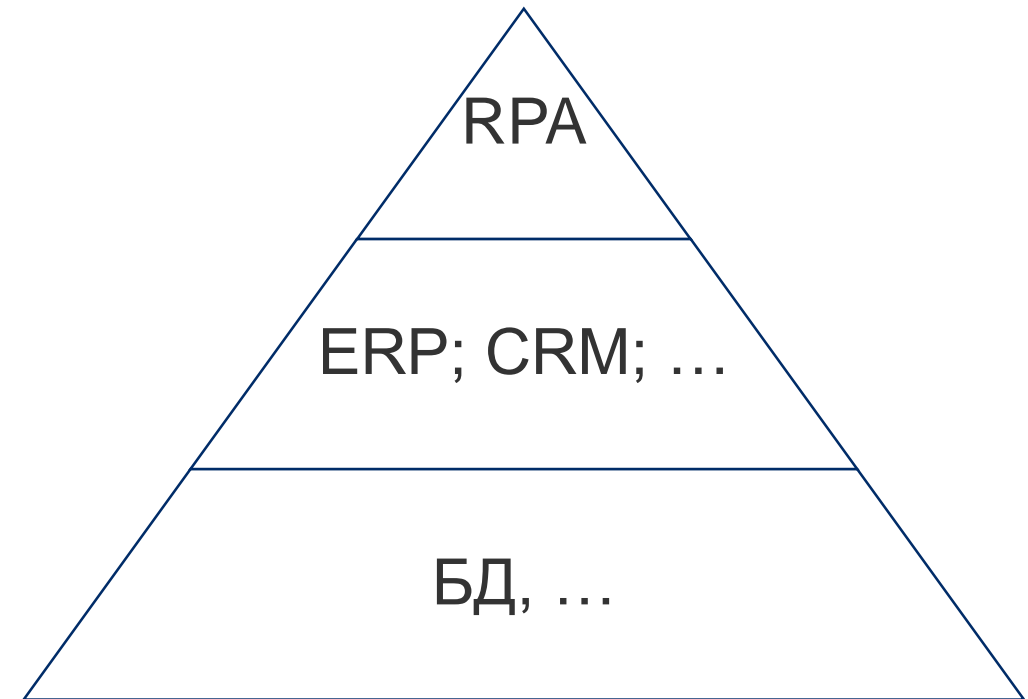 RPA
ERP; CRM; …
БД, …